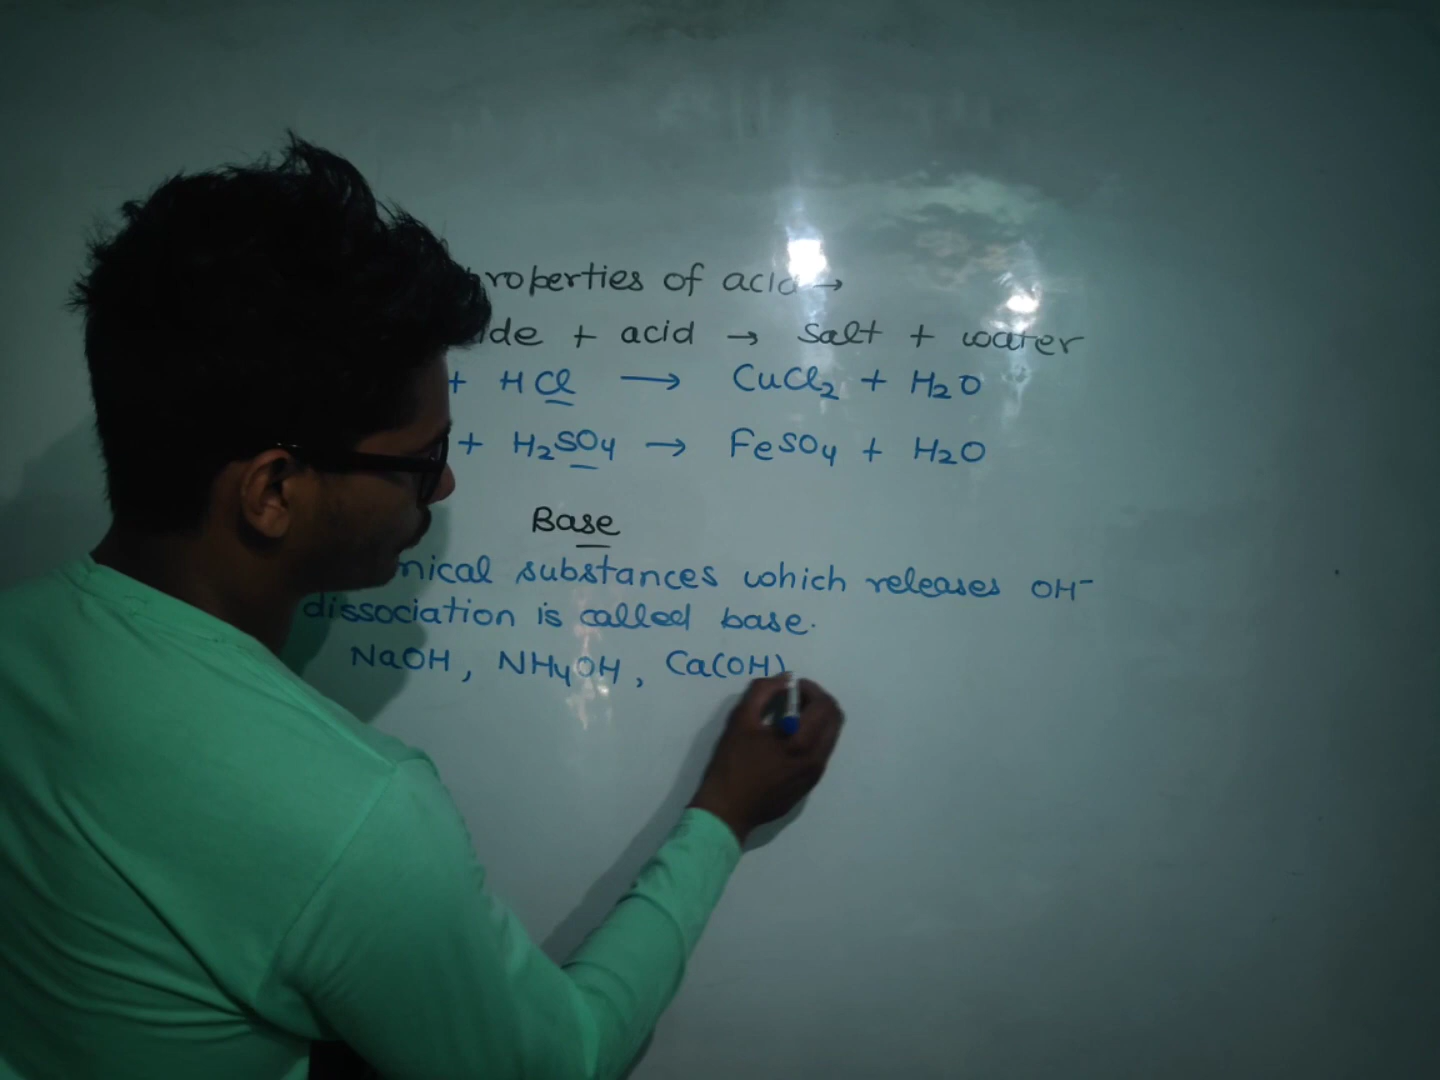 properties of acid →
ide + acid → salt + water
+ HCl → CuCl₂ + H₂O
+ H₂SO₄ → FeSO₄ + H₂O
Base
mical substances which releases OH⁻
dissociation is called base.
NaOH, NH₄OH, Ca(OH)